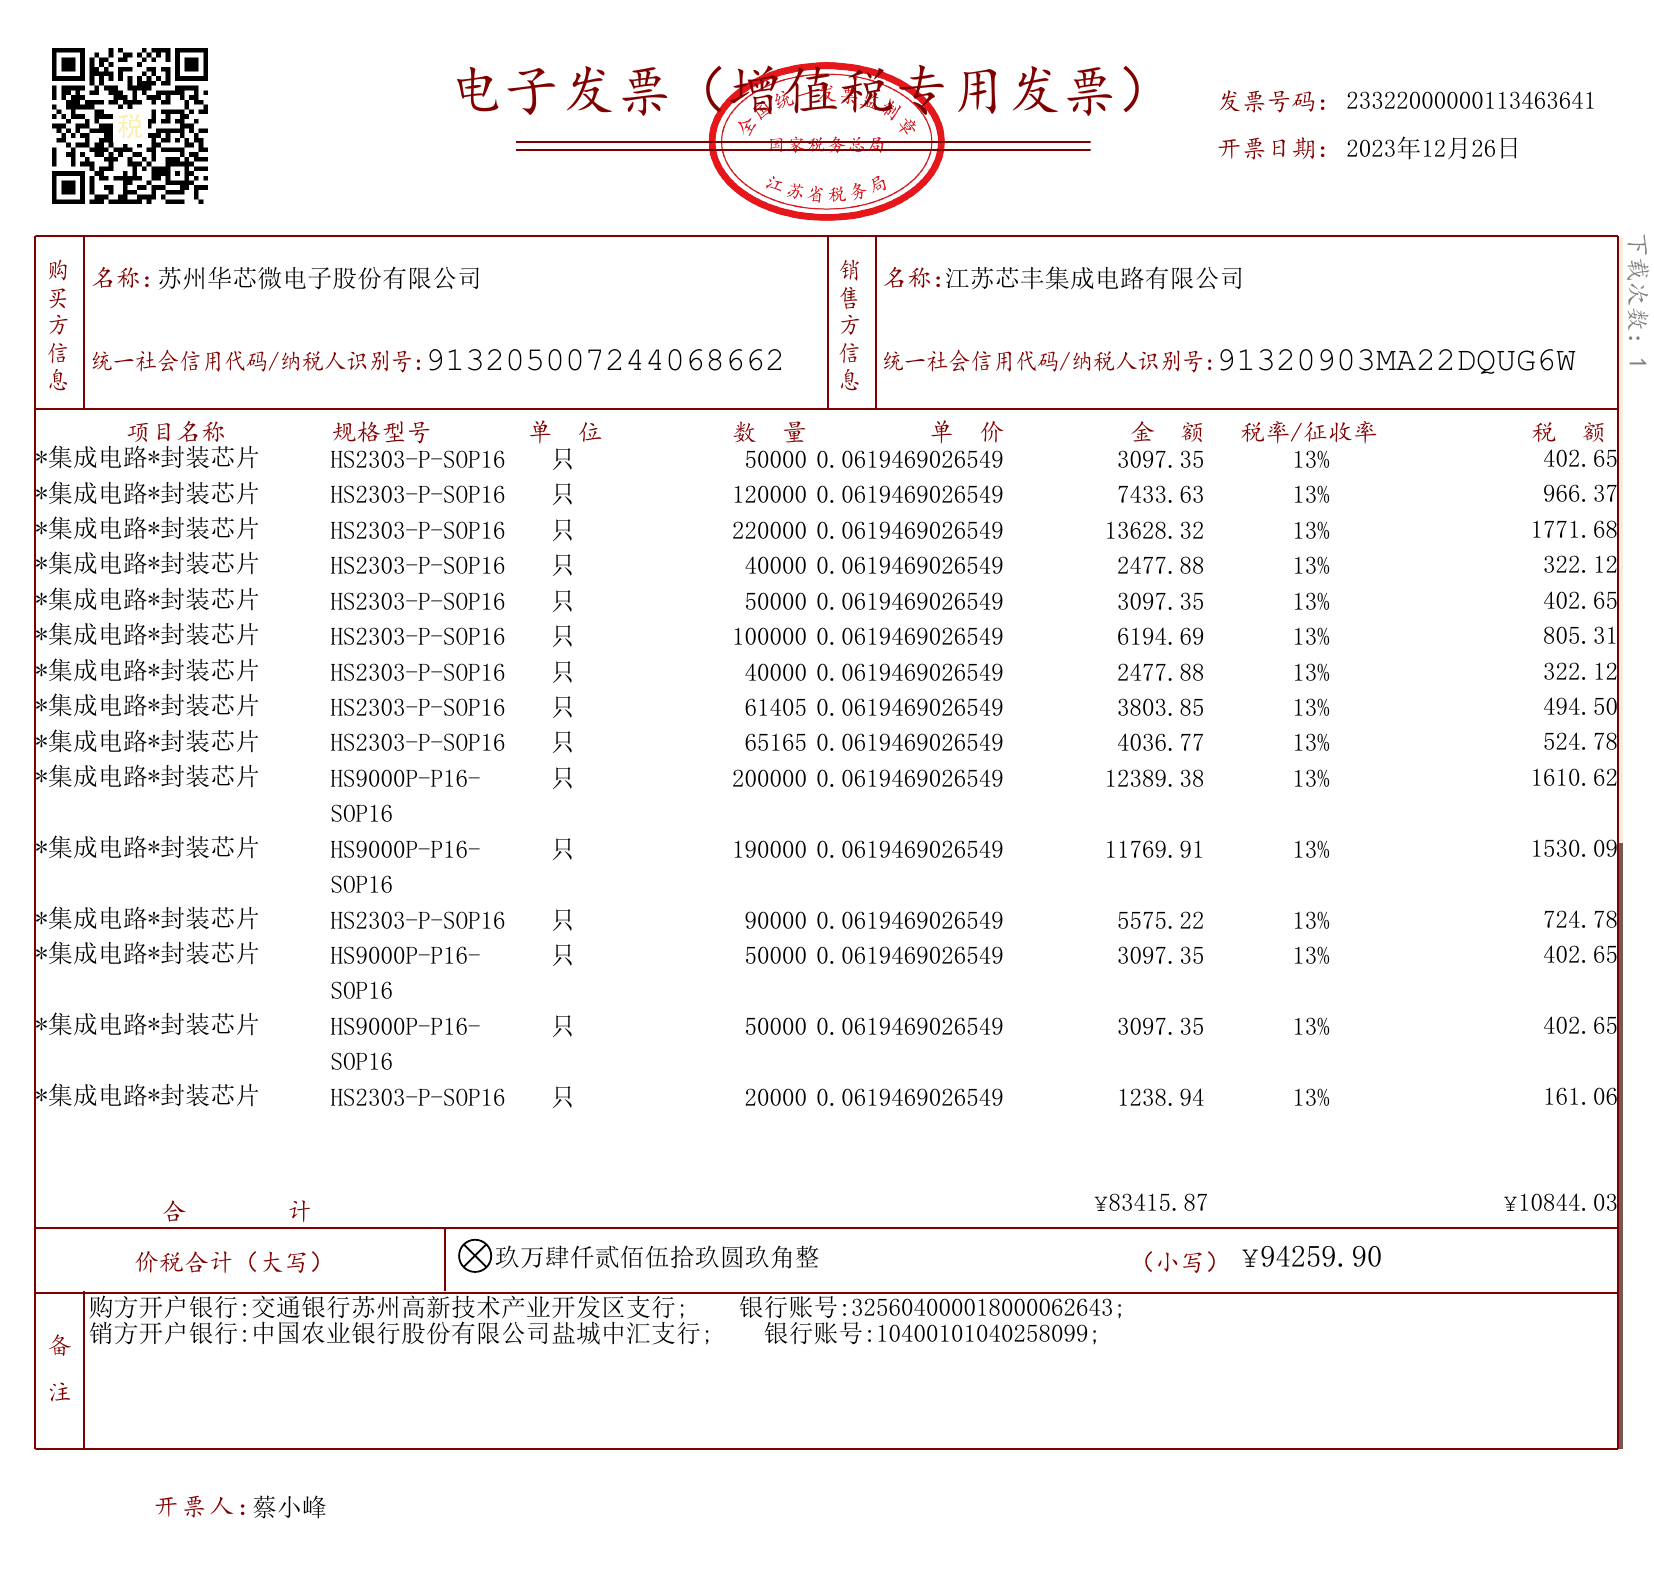 电子发票（增值税专用发票）
全国统一发票监制章
国家税务总局
江苏省税务局
税
发票号码：23322000000113463641
开票日期：2023年12月26日
下载次数：1
购买方信息
名称：苏州华芯微电子股份有限公司
统一社会信用代码/纳税人识别号：913205007244068662
销售方信息
名称：江苏芯丰集成电路有限公司
统一社会信用代码/纳税人识别号：91320903MA22DQUG6W
项目名称 规格型号 单 位 数 量 单 价 金 额 税率/征收率 税 额
*集成电路*封装芯片 HS2303-P-SOP16 只 50000 0.0619469026549 3097.35 13% 402.65
*集成电路*封装芯片 HS2303-P-SOP16 只 120000 0.0619469026549 7433.63 13% 966.37
*集成电路*封装芯片 HS2303-P-SOP16 只 220000 0.0619469026549 13628.32 13% 1771.68
*集成电路*封装芯片 HS2303-P-SOP16 只 40000 0.0619469026549 2477.88 13% 322.12
*集成电路*封装芯片 HS2303-P-SOP16 只 50000 0.0619469026549 3097.35 13% 402.65
*集成电路*封装芯片 HS2303-P-SOP16 只 100000 0.0619469026549 6194.69 13% 805.31
*集成电路*封装芯片 HS2303-P-SOP16 只 40000 0.0619469026549 2477.88 13% 322.12
*集成电路*封装芯片 HS2303-P-SOP16 只 61405 0.0619469026549 3803.85 13% 494.50
*集成电路*封装芯片 HS2303-P-SOP16 只 65165 0.0619469026549 4036.77 13% 524.78
*集成电路*封装芯片 HS9000P-P16- 只 200000 0.0619469026549 12389.38 13% 1610.62
SOP16
*集成电路*封装芯片 HS9000P-P16- 只 190000 0.0619469026549 11769.91 13% 1530.09
SOP16
*集成电路*封装芯片 HS2303-P-SOP16 只 90000 0.0619469026549 5575.22 13% 724.78
*集成电路*封装芯片 HS9000P-P16- 只 50000 0.0619469026549 3097.35 13% 402.65
SOP16
*集成电路*封装芯片 HS9000P-P16- 只 50000 0.0619469026549 3097.35 13% 402.65
SOP16
*集成电路*封装芯片 HS2303-P-SOP16 只 20000 0.0619469026549 1238.94 13% 161.06
合 计 ¥83415.87 ¥10844.03
价税合计（大写） 玖万肆仟贰佰伍拾玖圆玖角整 （小写） ¥94259.90
备注
购方开户银行:交通银行苏州高新技术产业开发区支行; 银行账号:325604000018000062643;
销方开户银行:中国农业银行股份有限公司盐城中汇支行; 银行账号:10400101040258099;
开票人：蔡小峰